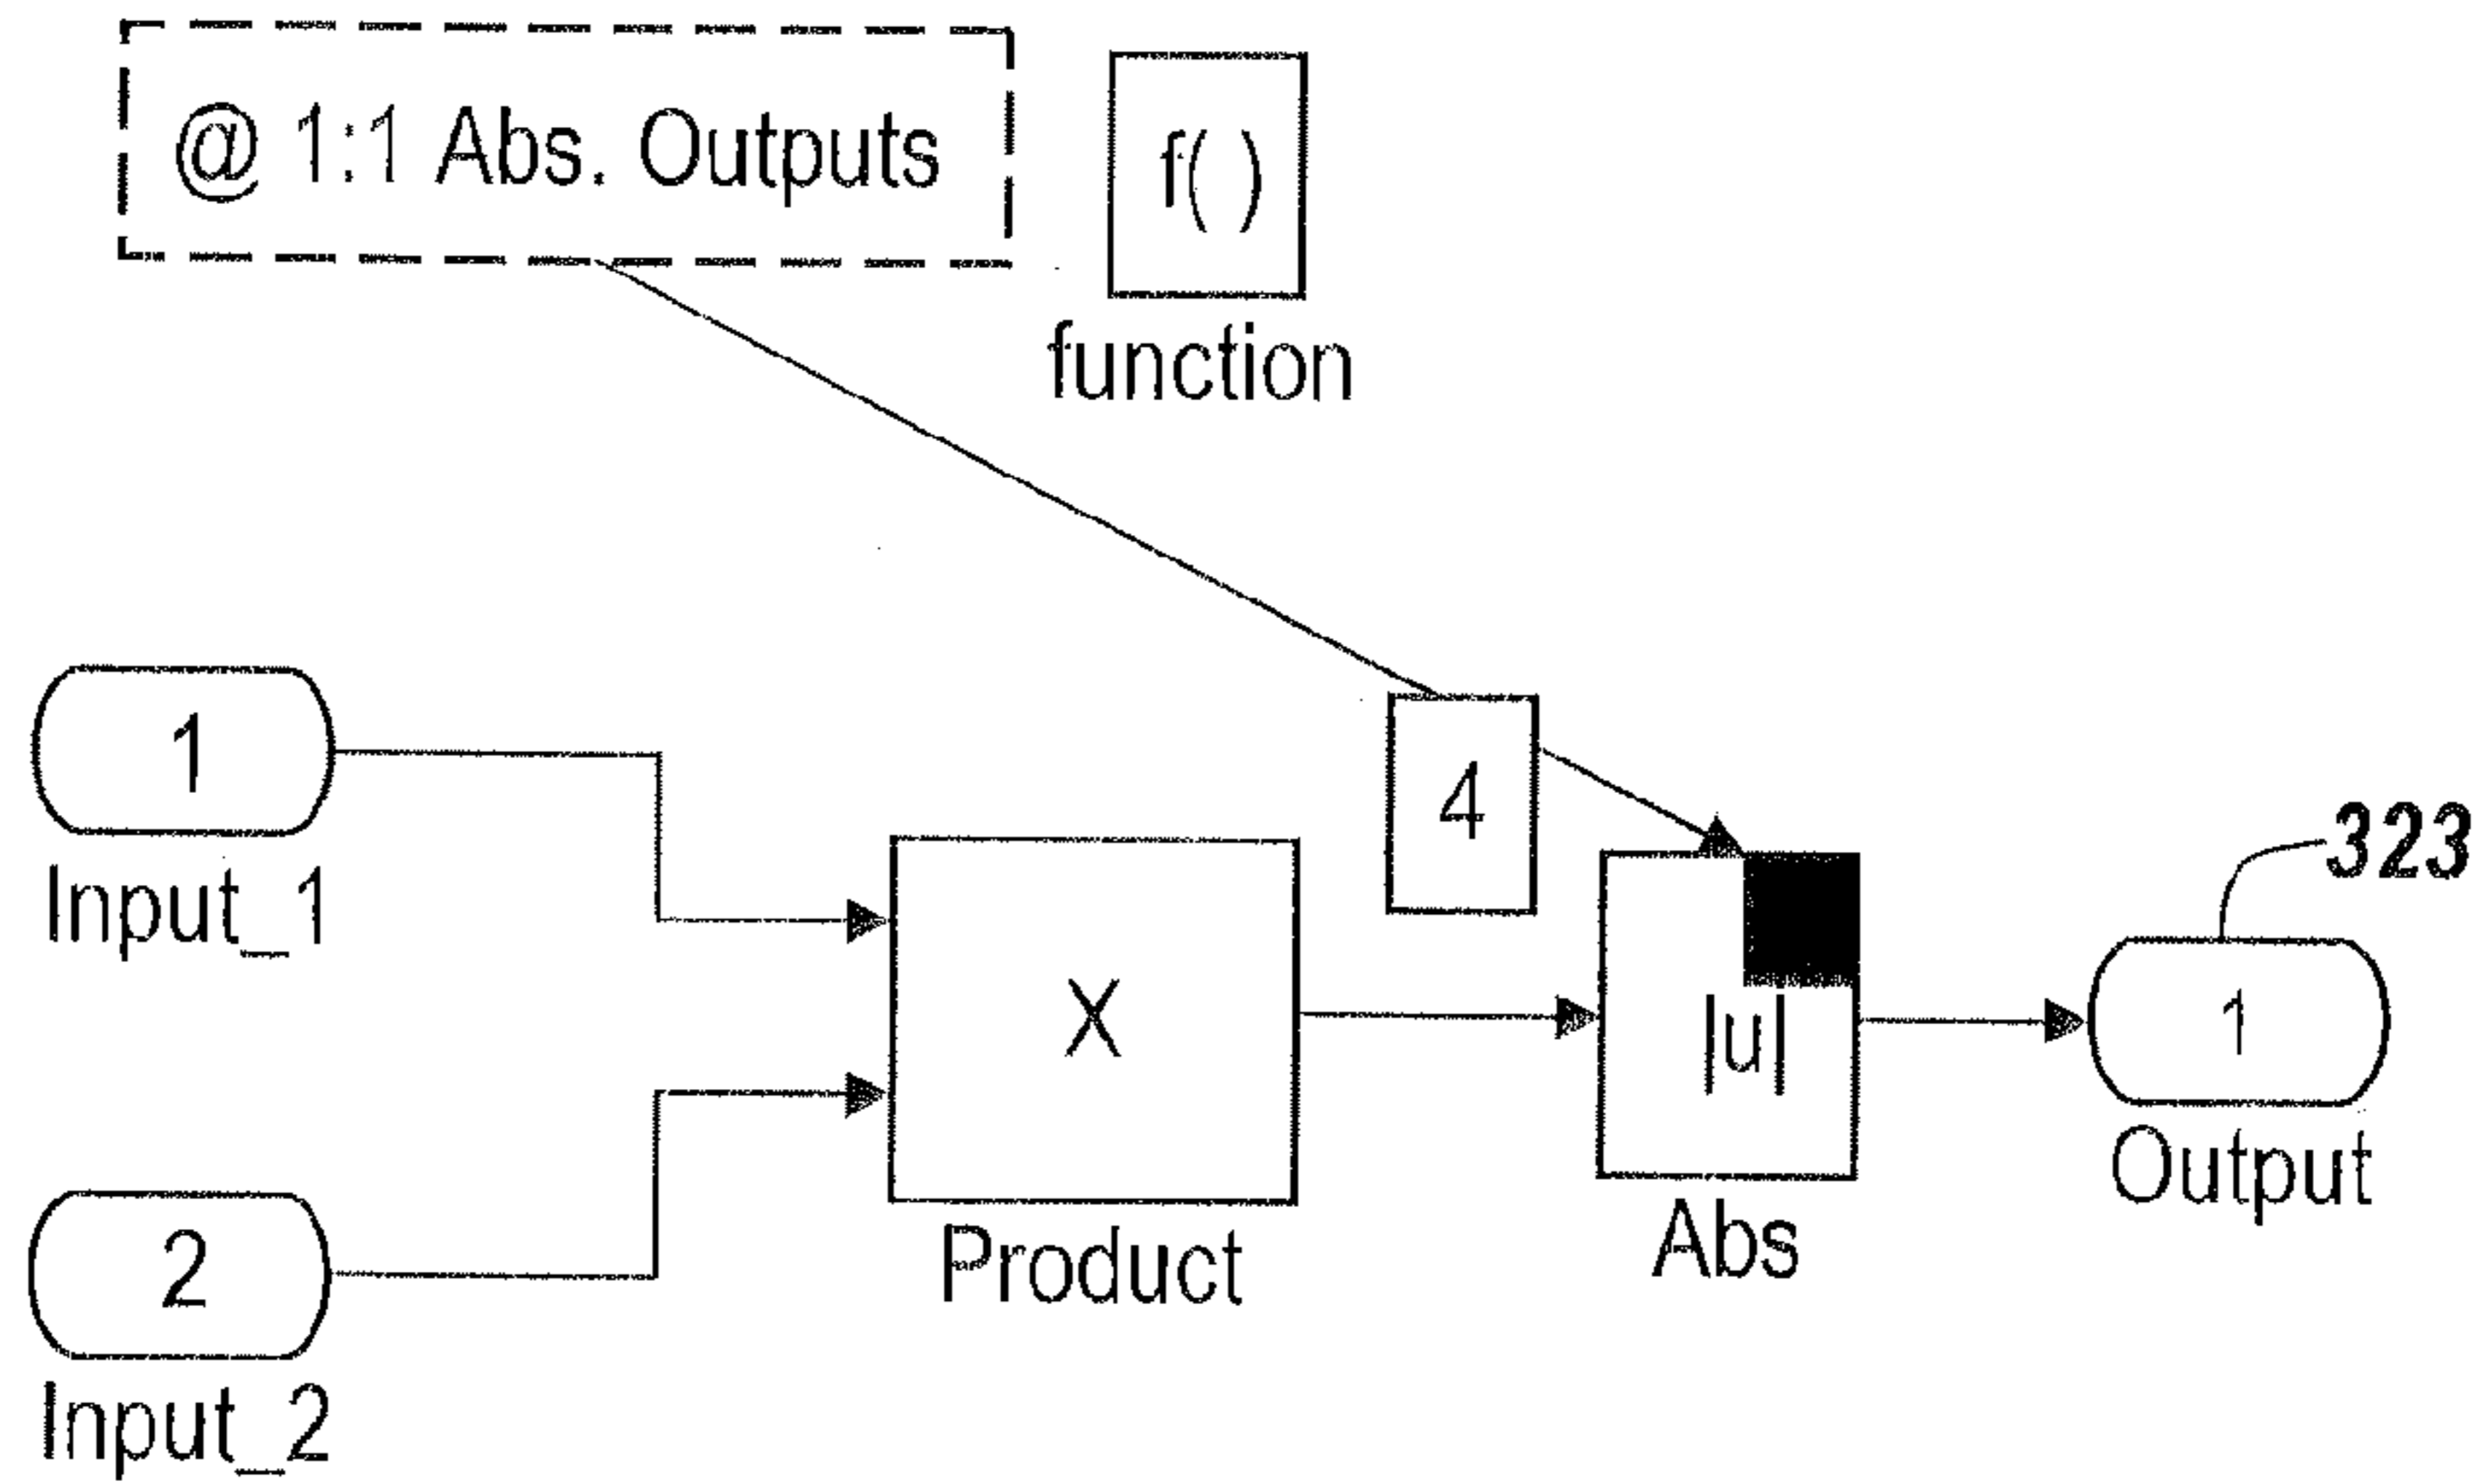 @ 1:1 Abs. Outputs
f( )
function
1
Input_1
4
323
X
|u|
1
Product
Abs
Output
2
Input_2